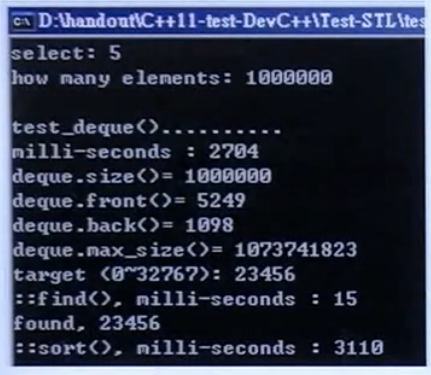 D:\handout\C++11-test-DevC++\Test-STL\tes
select: 5
how many elements: 1000000
test_deque()..........
milli-seconds : 2704
deque.size()= 1000000
deque.front()= 5249
deque.back()= 1098
deque.max_size()= 1073741823
target (0~32767): 23456
::find(), milli-seconds : 15
found, 23456
::sort(), milli-seconds : 3110